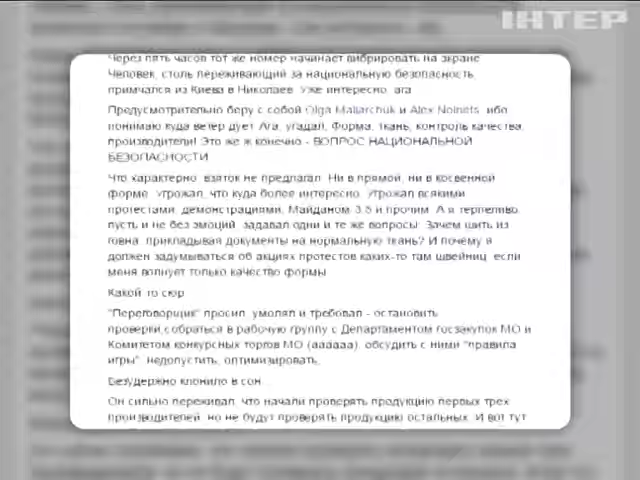 ІНТЕР
Через пять часов тот же номер начинает вибрировать на экране
Человек, столь переживающий за национальную безопасность
примчался из Киева в Николаев. Уже интересно, ага
Предусмотрительно беру с собой Olga Maliarchuk и Alex ибо
понимаю куда ветер дует. Ага, угадал. Форма, ткань, контроль качества,
производители! Это же ж конечно - ВОПРОС НАЦИОНАЛЬНОЙ
БЕЗОПАСНОСТИ
Что характерно, взяток не предлагал. Ни в прямой, ни в косвенной
форме. Угрожал, что куда более интересно. Угрожал всякими
протестами, демонстрациями, Майданом 3.5 и прочим. А я терпеливо,
пусть и не без эмоций, задавал одни и те же вопросы: Зачем шить из
говна, прикладывая документы на нормальную ткань? И почему я
должен задумываться об акциях протестов каких-то там швейниц, если
меня волнует только качество формы
Какой то сюр
"Переговорщик" просил, умолял и требовал - остановить
проверки,собраться в рабочую группу с Департаментом госзакупок МО и
Комитетом конкурсных торгов МО (аааааа), обсудить с ними "правила
игры", недопустить, оптимизировать,
Безудержно клонило в сон...
Он сильно переживал, что начали проверять продукцию первых трех
производителей, но не будут проверять продукцию остальных. И вот тут